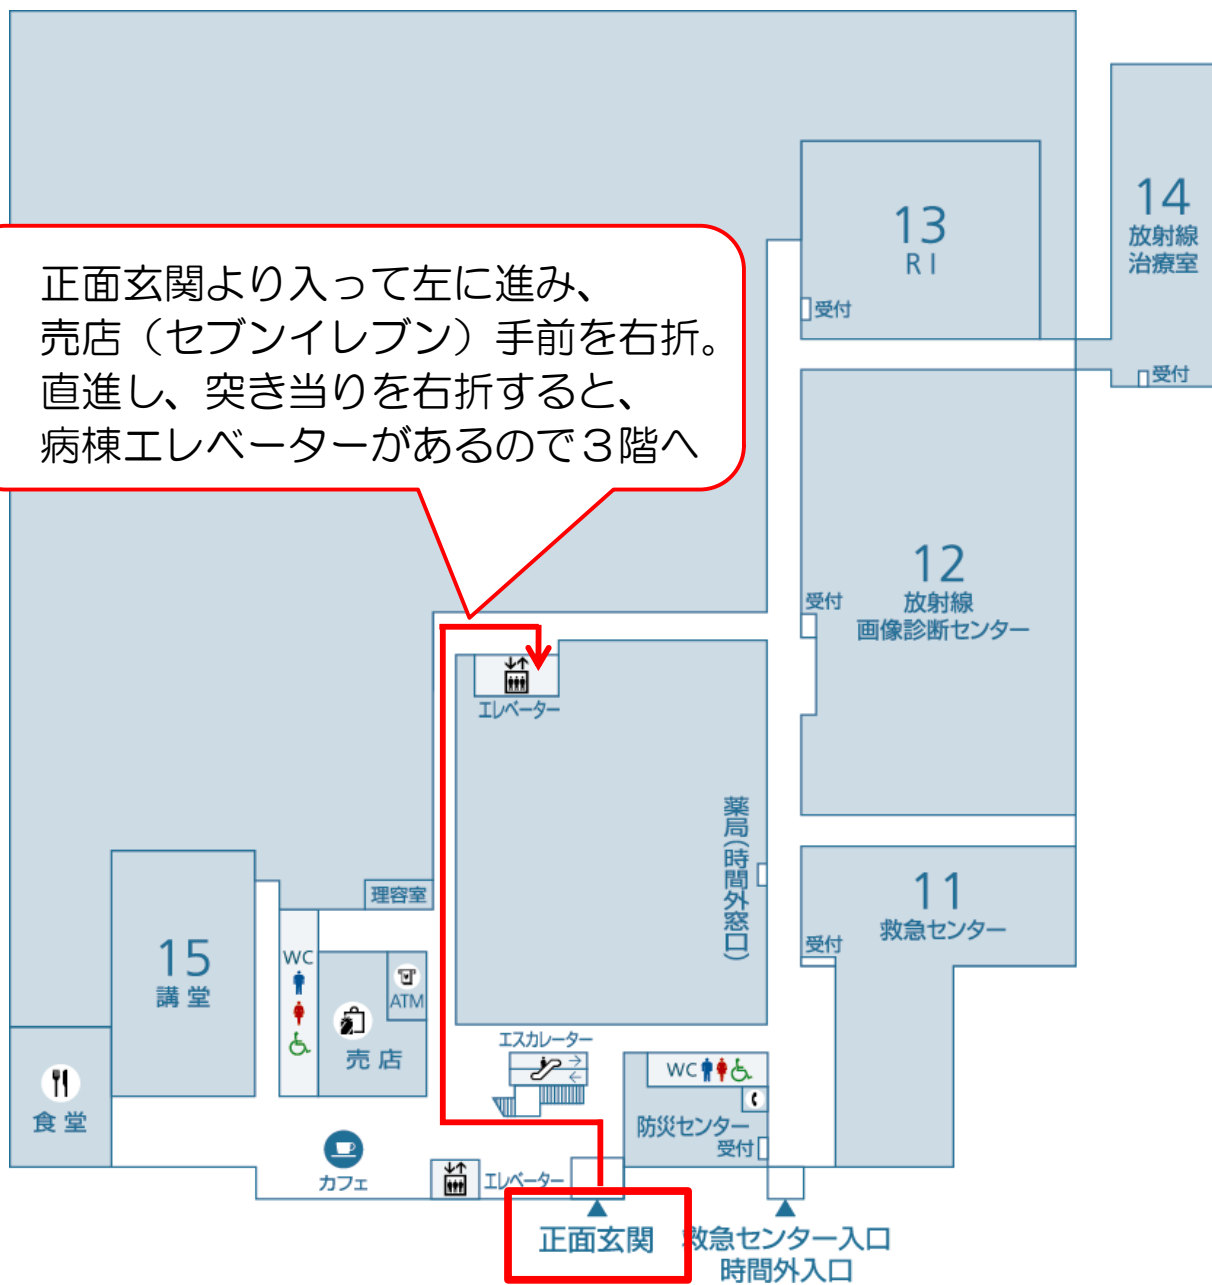 13
RI
受付
14
放射線
治療室
受付
正面玄関より入って左に進み、
売店（セブンイレブン）手前を右折。
直進し、突き当りを右折すると、
病棟エレベーターがあるので３階へ
12
放射線
画像診断センター
受付
エレベーター
薬局(時間外窓口)
11
救急センター
受付
理容室
15
講堂
WC
ATM
売店
エスカレーター
WC
防災センター
受付
食堂
カフェ
エレベーター
正面玄関
救急センター入口
時間外入口